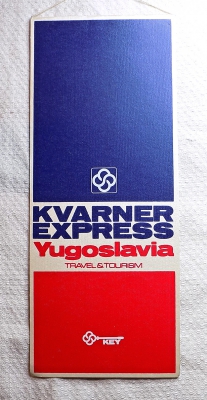 KVARNER
EXPRESS
Yugoslavia
TRAVEL & TOURISM
KEY